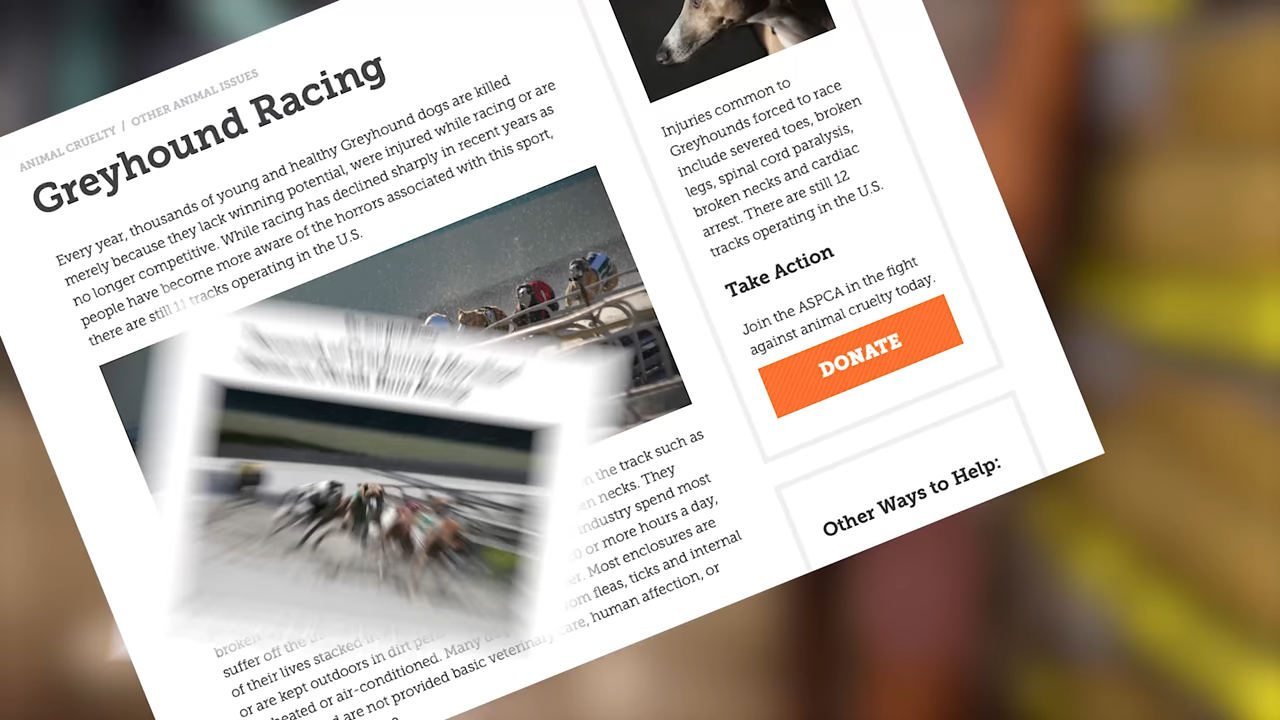 ANIMAL CRUELTY / OTHER ANIMAL ISSUES
Greyhound Racing
Every year, thousands of young and healthy Greyhound dogs are killed
merely because they lack winning potential, were injured while racing or are
no longer competitive. While racing has declined sharply in recent years as
people have become more aware of the horrors associated with this sport,
there are still 11 tracks operating in the U.S.
n the track such as
en necks. They
industry spend most
0 or more hours a day,
er. Most enclosures are
om fleas, ticks and internal
care, human affection, or
broken
suffer off the
of their lives stacked in
or are kept outdoors in dirt pens
heated or air-conditioned. Many
d are not provided basic veterinary
Injuries common to
Greyhounds forced to race
include severed toes, broken
legs, spinal cord paralysis,
broken necks and cardiac
arrest. There are still 12
tracks operating in the U.S.
Take Action
Join the ASPCA in the fight
against animal cruelty today.
DONATE
Other Ways to Help: